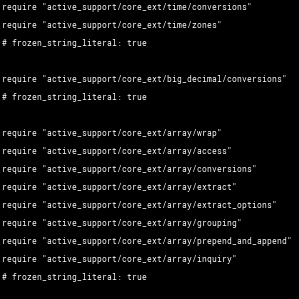 require "active_support/core_ext/time/conversions"
require "active_support/core_ext/time/zones"
# frozen_string_literal: true
require "active_support/core_ext/big_decimal/conversions"
# frozen_string_literal: true
require "active_support/core_ext/array/wrap"
require "active_support/core_ext/array/access"
require "active_support/core_ext/array/conversions"
require "active_support/core_ext/array/extract"
require "active_support/core_ext/array/extract_options"
require "active_support/core_ext/array/grouping"
require "active_support/core_ext/array/prepend_and_append"
require "active_support/core_ext/array/inquiry"
# frozen_string_literal: true